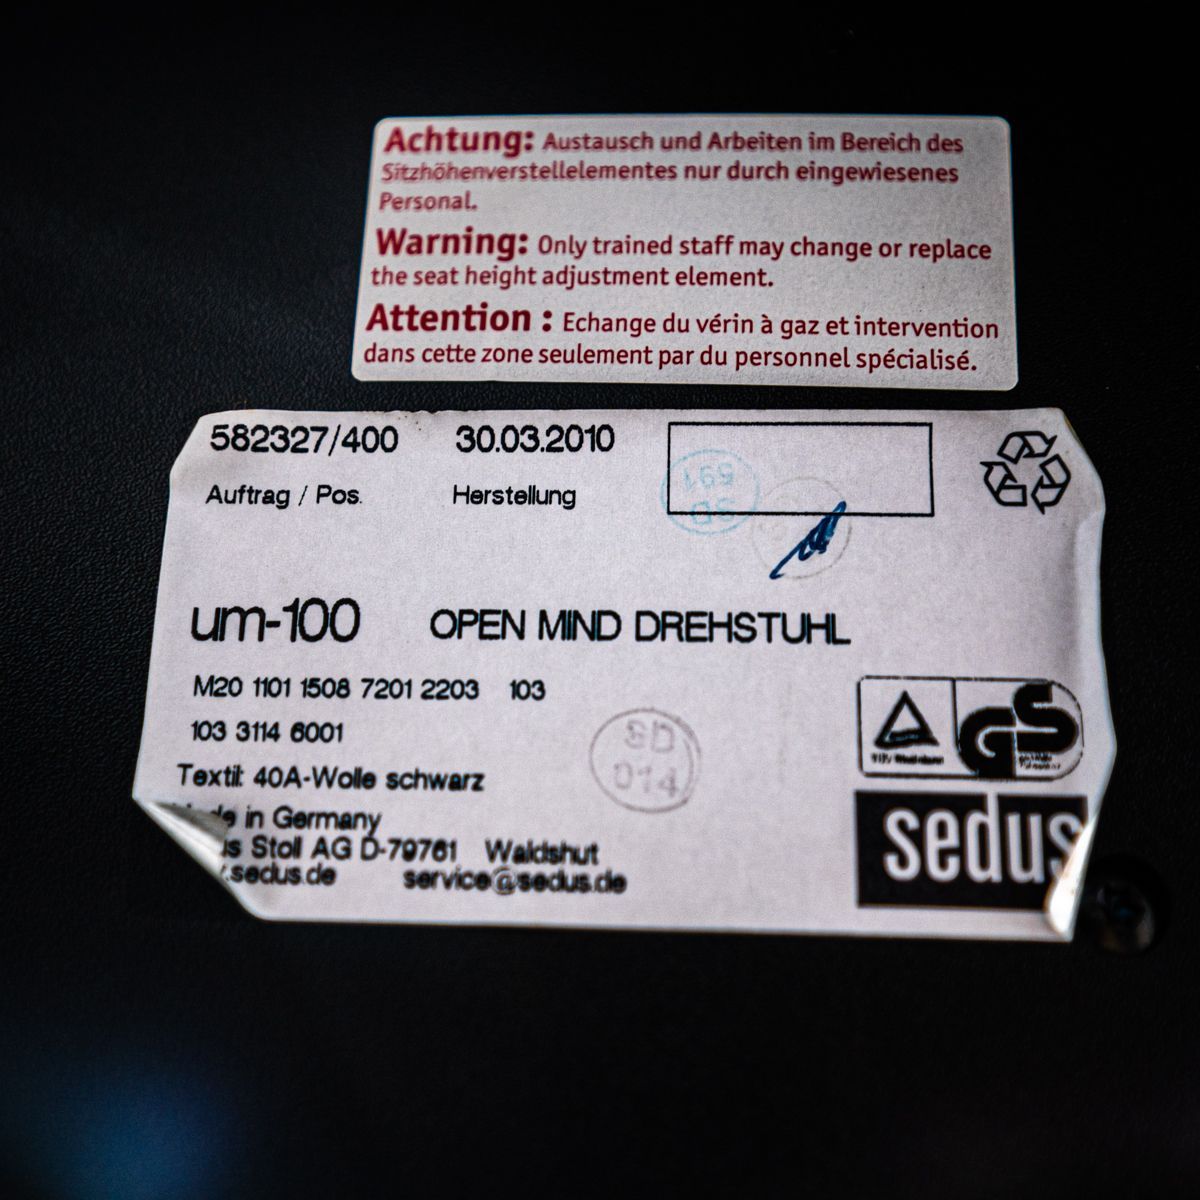 Achtung: Austausch und Arbeiten im Bereich des
Sitzhöhenverstellelementes nur durch eingewiesenes
Personal.
Warning: Only trained staff may change or replace
the seat height adjustment element.
Attention : Echange du vérin à gaz et intervention
dans cette zone seulement par du personnel spécialisé.
582327/400 30.03.2010
Auftrag / Pos. Herstellung
SD
691
um-100 OPEN MIND DREHSTUHL
M20 1101 1508 7201 2203 103
103 3114 6001
SD
014
Textil: 40A-Wolle schwarz
in Germany
Stoll AG D-79761 Waldshut
.sedus.de service@sedus.de
GS
sedus